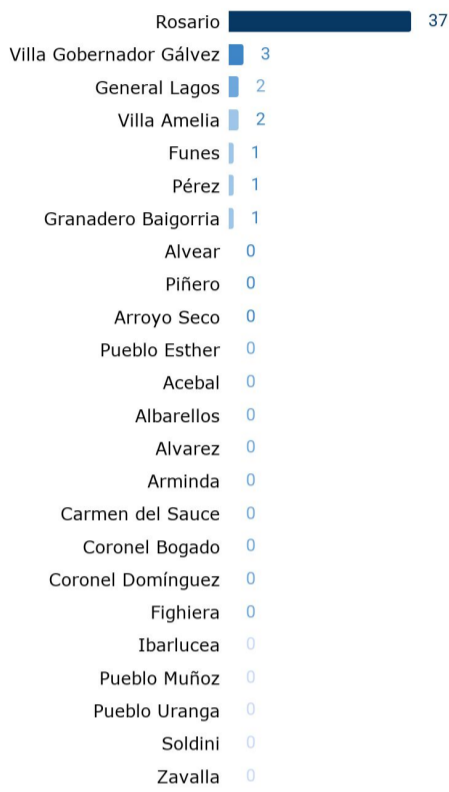 Rosario 37
Villa Gobernador Gálvez 3
General Lagos 2
Villa Amelia 2
Funes 1
Pérez 1
Granadero Baigorria 1
Alvear 0
Piñero 0
Arroyo Seco 0
Pueblo Esther 0
Acebal 0
Albarellos 0
Alvarez 0
Arminda 0
Carmen del Sauce 0
Coronel Bogado 0
Coronel Domínguez 0
Fighiera 0
Ibarlucea 0
Pueblo Muñoz 0
Pueblo Uranga 0
Soldini 0
Zavalla 0